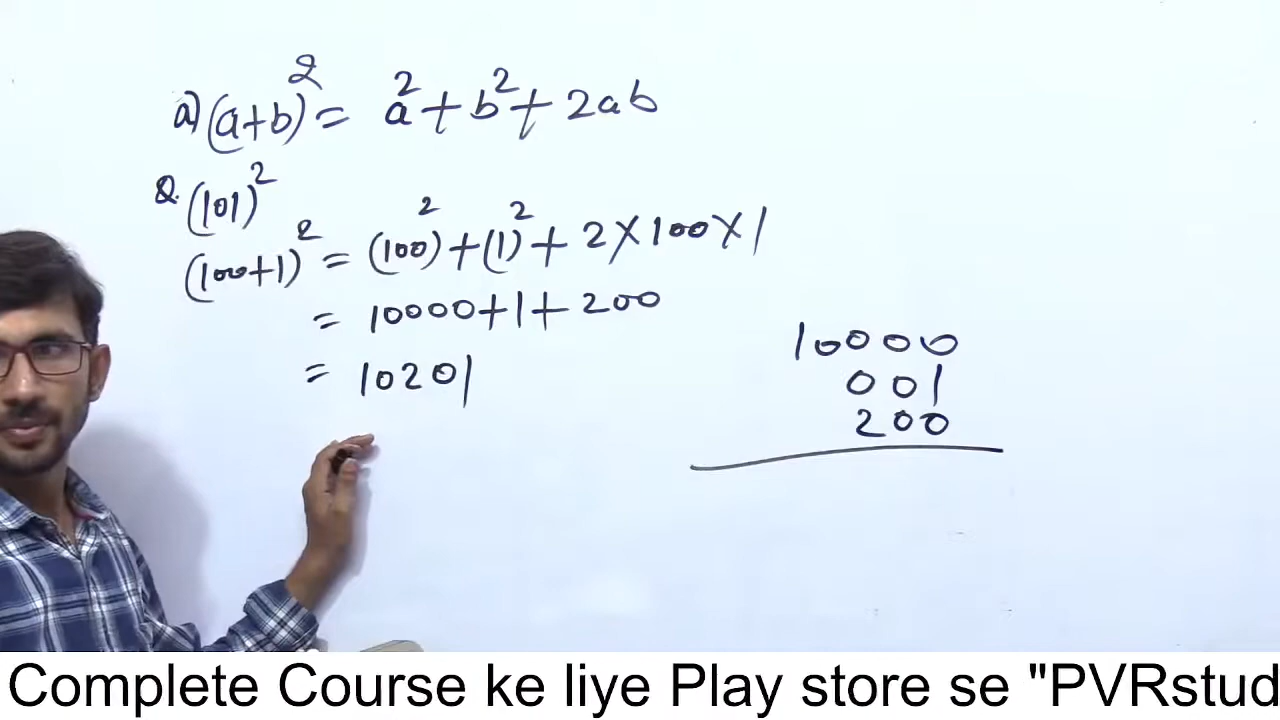 a) (a+b)² = a² + b² + 2ab
Q. (101)²
(100+1)² = (100)² + (1)² + 2×100×1
= 10000+1+200
= 10201
10000
001
200
Complete Course ke liye Play store se "PVRstud